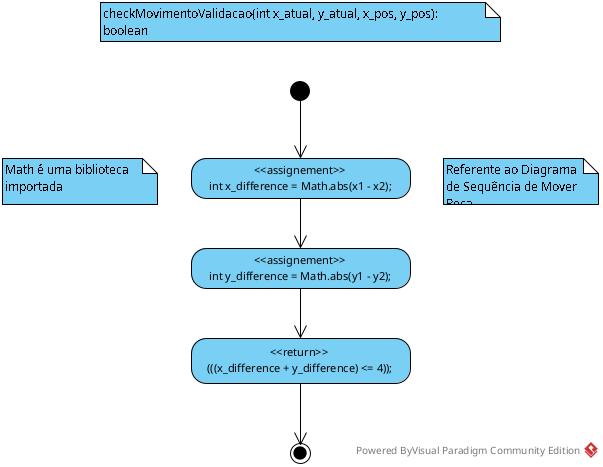 checkMovimentoValidacao(int x_atual, y_atual, x_pos, y_pos):
boolean
Math é uma biblioteca
importada
<<assignement>>
int x_difference = Math.abs(x1 - x2);
Referente ao Diagrama
de Sequência de Mover
<<assignement>>
int y_difference = Math.abs(y1 - y2);
<<return>>
(((x_difference + y_difference) <= 4));
Powered ByVisual Paradigm Community Edition